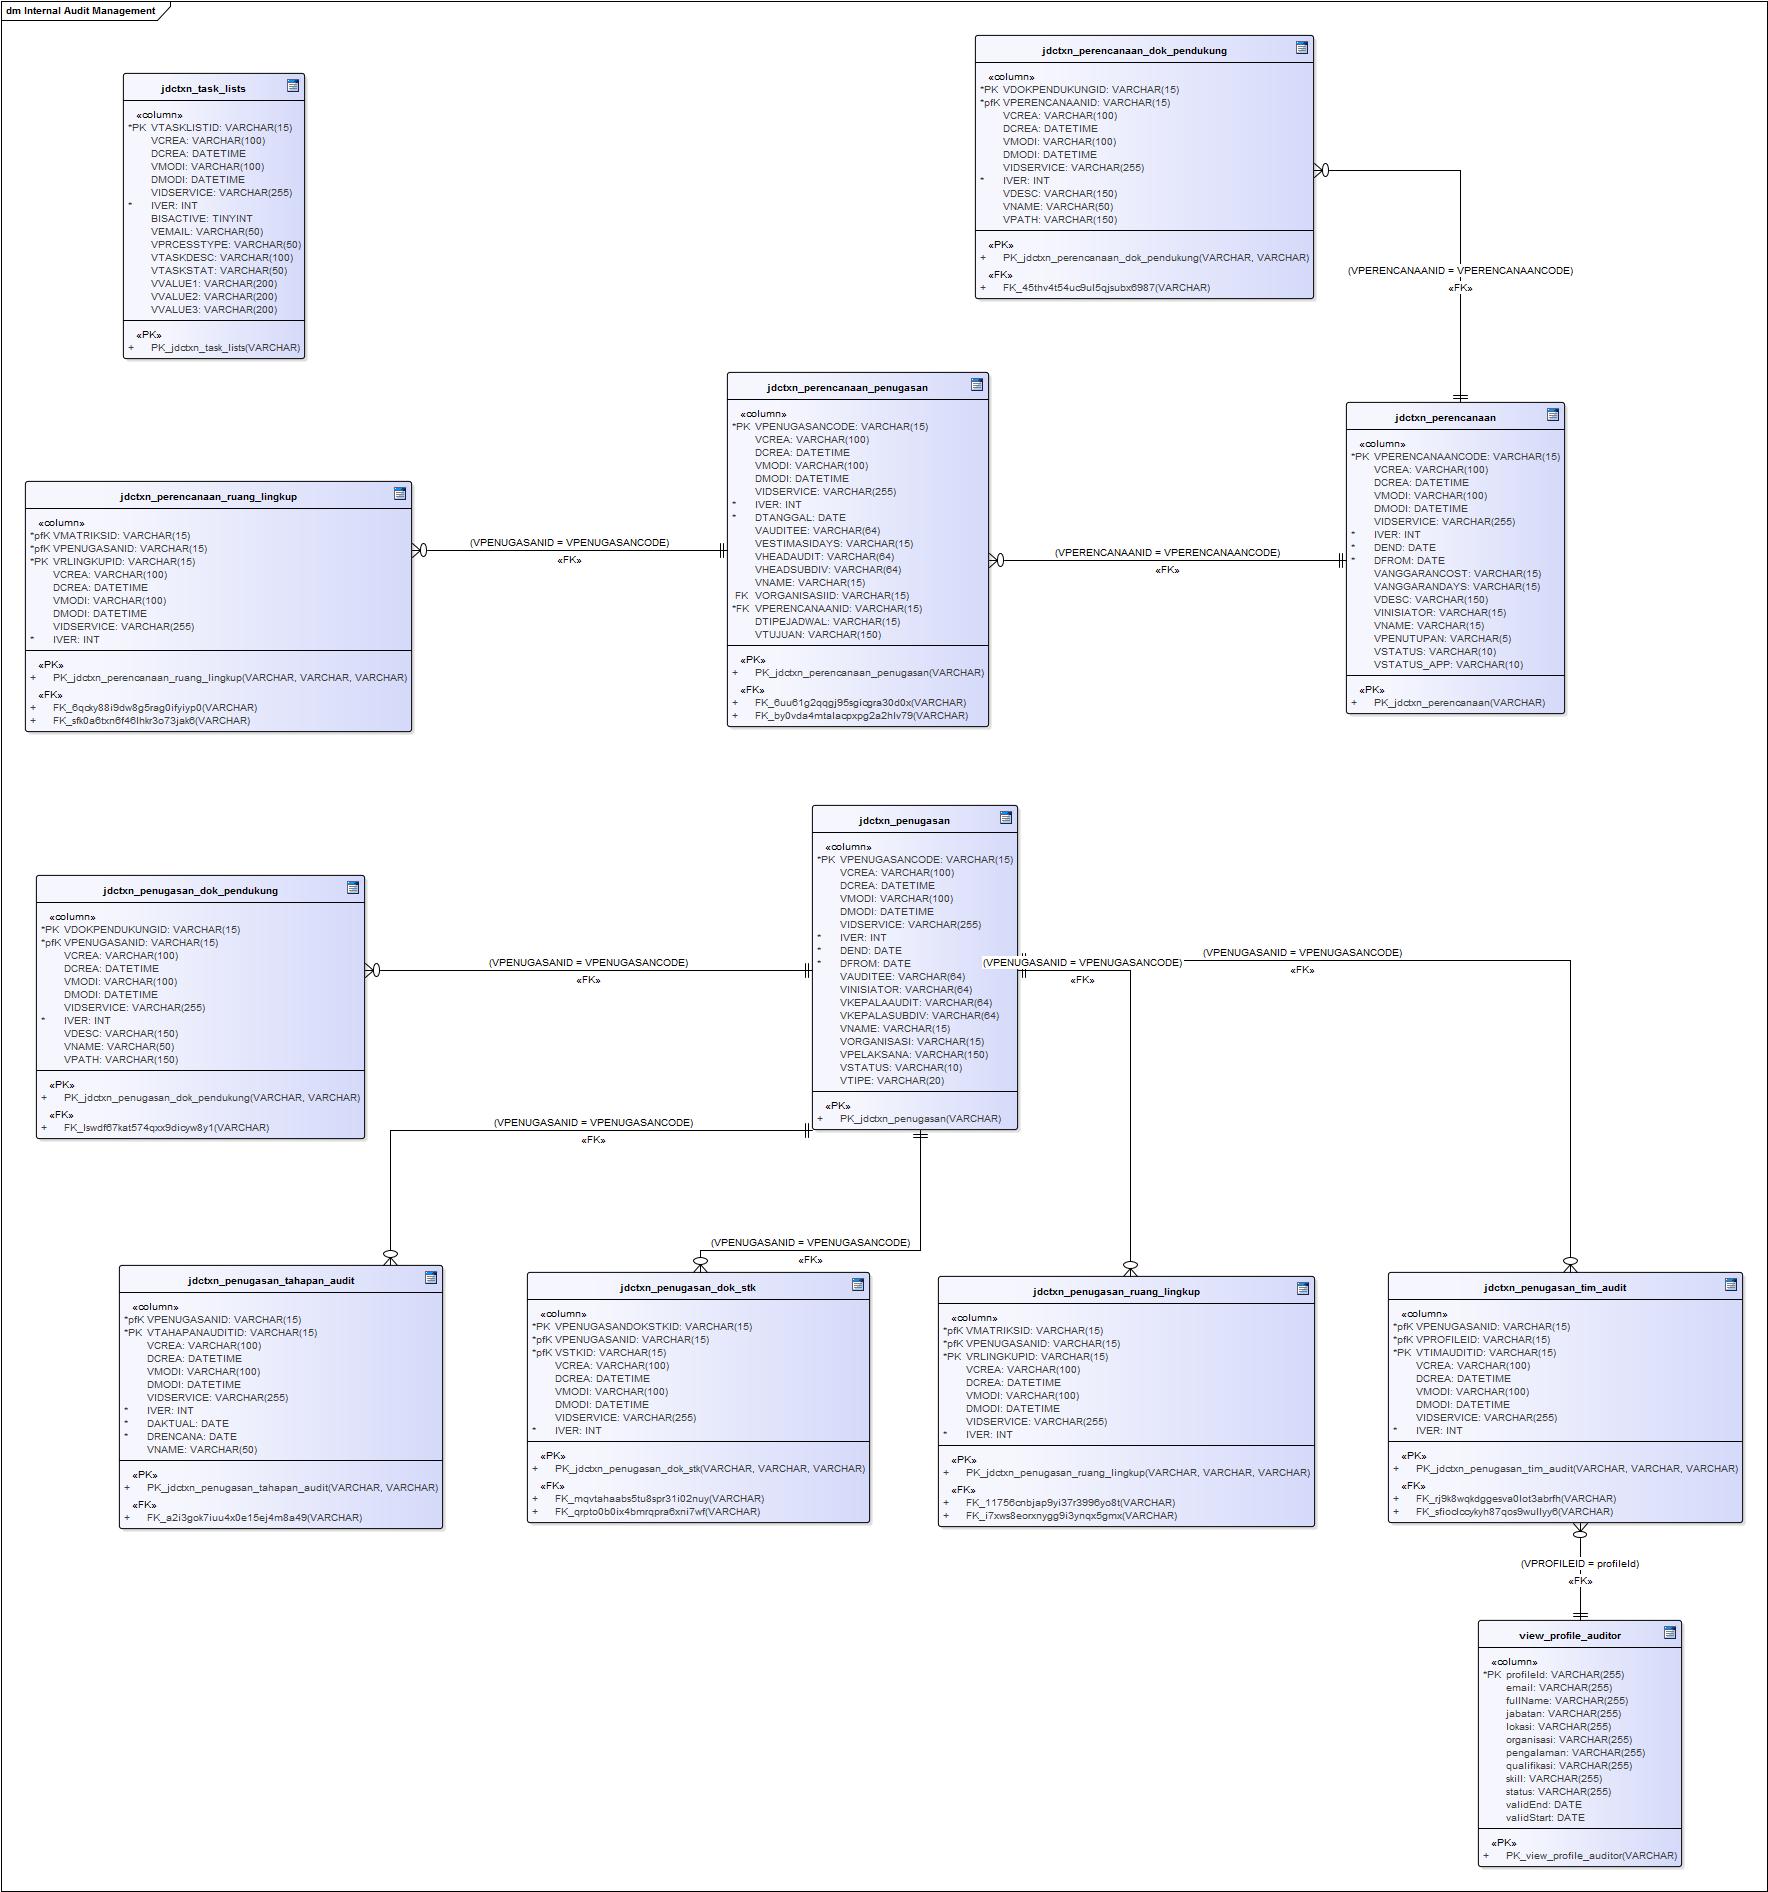 dm Internal Audit Management
jdctxn_task_lists
«column»
*PK VTASKLISTID: VARCHAR(15)
VCREA: VARCHAR(100)
DCREA: DATETIME
VMODI: VARCHAR(100)
DMODI: DATETIME
VIDSERVICE: VARCHAR(255)
* IVER: INT
BISACTIVE: TINYINT
VEMAIL: VARCHAR(50)
VPRCESSTYPE: VARCHAR(50)
VTASKDESC: VARCHAR(100)
VTASKSTAT: VARCHAR(50)
VVALUE1: VARCHAR(200)
VVALUE2: VARCHAR(200)
VVALUE3: VARCHAR(200)
«PK»
+ PK_jdctxn_task_lists(VARCHAR)
jdctxn_perencanaan_dok_pendukung
«column»
*PK VDOKPENDUKUNGID: VARCHAR(15)
*pfK VPERENCANAANID: VARCHAR(15)
VCREA: VARCHAR(100)
DCREA: DATETIME
VMODI: VARCHAR(100)
DMODI: DATETIME
VIDSERVICE: VARCHAR(255)
* IVER: INT
VDESC: VARCHAR(150)
VNAME: VARCHAR(50)
VPATH: VARCHAR(150)
«PK»
+ PK_jdctxn_perencanaan_dok_pendukung(VARCHAR, VARCHAR)
«FK»
+ FK_45thv4t54uc9ul5qjsubx6987(VARCHAR)
(VPERENCANAANID = VPERENCANAANCODE)
«FK»
jdctxn_perencanaan_penugasan
«column»
*PK VPENUGASANCODE: VARCHAR(15)
VCREA: VARCHAR(100)
DCREA: DATETIME
VMODI: VARCHAR(100)
DMODI: DATETIME
VIDSERVICE: VARCHAR(255)
* IVER: INT
* DTANGGAL: DATE
VAUDITEE: VARCHAR(64)
VESTIMASIDAYS: VARCHAR(15)
VHEADAUDIT: VARCHAR(64)
VHEADSUBDIV: VARCHAR(64)
VNAME: VARCHAR(15)
FK VORGANISASIID: VARCHAR(15)
*FK VPERENCANAANID: VARCHAR(15)
DTIPEJADWAL: VARCHAR(15)
VTUJUAN: VARCHAR(150)
«PK»
+ PK_jdctxn_perencanaan_penugasan(VARCHAR)
«FK»
+ FK_6uu61g2qqgj95sgicgra30d0x(VARCHAR)
+ FK_by0vda4mtalacpxpg2a2hlv79(VARCHAR)
(VPERENCANAANID = VPERENCANAANCODE)
«FK»
jdctxn_perencanaan
«column»
*PK VPERENCANAANCODE: VARCHAR(15)
VCREA: VARCHAR(100)
DCREA: DATETIME
VMODI: VARCHAR(100)
DMODI: DATETIME
VIDSERVICE: VARCHAR(255)
* IVER: INT
* DEND: DATE
* DFROM: DATE
VANGGARANCOST: VARCHAR(15)
VANGGARANDAYS: VARCHAR(15)
VDESC: VARCHAR(150)
VINISIATOR: VARCHAR(15)
VNAME: VARCHAR(15)
VPENUTUPAN: VARCHAR(5)
VSTATUS: VARCHAR(10)
VSTATUS_APP: VARCHAR(10)
«PK»
+ PK_jdctxn_perencanaan(VARCHAR)
jdctxn_perencanaan_ruang_lingkup
«column»
*pfK VMATRIKSID: VARCHAR(15)
*pfK VPENUGASANID: VARCHAR(15)
*PK VRLINGKUPID: VARCHAR(15)
VCREA: VARCHAR(100)
DCREA: DATETIME
VMODI: VARCHAR(100)
DMODI: DATETIME
VIDSERVICE: VARCHAR(255)
* IVER: INT
«PK»
+ PK_jdctxn_perencanaan_ruang_lingkup(VARCHAR, VARCHAR, VARCHAR)
«FK»
+ FK_6qcky88i9dw8g5rag0ifyiyp0(VARCHAR)
+ FK_sfk0a6txn6f46lhkr3o73jak6(VARCHAR)
(VPENUGASANID = VPENUGASANCODE)
«FK»
jdctxn_penugasan
«column»
*PK VPENUGASANCODE: VARCHAR(15)
VCREA: VARCHAR(100)
DCREA: DATETIME
VMODI: VARCHAR(100)
DMODI: DATETIME
VIDSERVICE: VARCHAR(255)
* IVER: INT
* DEND: DATE
* DFROM: DATE
VAUDITEE: VARCHAR(64)
VINISIATOR: VARCHAR(64)
VKEPALAAUDIT: VARCHAR(64)
VKEPALASUBDIV: VARCHAR(64)
VNAME: VARCHAR(15)
VORGANISASI: VARCHAR(15)
VPELAKSANA: VARCHAR(150)
VSTATUS: VARCHAR(10)
VTIPE: VARCHAR(20)
«PK»
+ PK_jdctxn_penugasan(VARCHAR)
jdctxn_penugasan_dok_pendukung
«column»
*PK VDOKPENDUKUNGID: VARCHAR(15)
*pfK VPENUGASANID: VARCHAR(15)
VCREA: VARCHAR(100)
DCREA: DATETIME
VMODI: VARCHAR(100)
DMODI: DATETIME
VIDSERVICE: VARCHAR(255)
* IVER: INT
VDESC: VARCHAR(150)
VNAME: VARCHAR(50)
VPATH: VARCHAR(150)
«PK»
+ PK_jdctxn_penugasan_dok_pendukung(VARCHAR, VARCHAR)
«FK»
+ FK_lswdf67kat574qxx9dicyw8y1(VARCHAR)
(VPENUGASANID = VPENUGASANCODE)
«FK»
(VPENUGASANID = VPENUGASANCODE)
«FK»
(VPENUGASANID = VPENUGASANCODE)
«FK»
(VPENUGASANID = VPENUGASANCODE)
«FK»
(VPENUGASANID = VPENUGASANCODE)
«FK»
jdctxn_penugasan_tahapan_audit
«column»
*pfK VPENUGASANID: VARCHAR(15)
*PK VTAHAPANAUDITID: VARCHAR(15)
VCREA: VARCHAR(100)
DCREA: DATETIME
VMODI: VARCHAR(100)
DMODI: DATETIME
VIDSERVICE: VARCHAR(255)
* IVER: INT
* DAKTUAL: DATE
* DRENCANA: DATE
VNAME: VARCHAR(50)
«PK»
+ PK_jdctxn_penugasan_tahapan_audit(VARCHAR, VARCHAR)
«FK»
+ FK_a2i3gok7iuu4x0e15ej4m8a49(VARCHAR)
jdctxn_penugasan_dok_stk
«column»
*PK VPENUGASANDOKSTKID: VARCHAR(15)
*pfK VPENUGASANID: VARCHAR(15)
*pfK VSTKID: VARCHAR(15)
VCREA: VARCHAR(100)
DCREA: DATETIME
VMODI: VARCHAR(100)
DMODI: DATETIME
VIDSERVICE: VARCHAR(255)
* IVER: INT
«PK»
+ PK_jdctxn_penugasan_dok_stk(VARCHAR, VARCHAR, VARCHAR)
«FK»
+ FK_mqvtahaabs5tu8spr31i02nuy(VARCHAR)
+ FK_qrpto0b0ix4bmrqpra6xni7wf(VARCHAR)
jdctxn_penugasan_ruang_lingkup
«column»
*pfK VMATRIKSID: VARCHAR(15)
*pfK VPENUGASANID: VARCHAR(15)
*PK VRLINGKUPID: VARCHAR(15)
VCREA: VARCHAR(100)
DCREA: DATETIME
VMODI: VARCHAR(100)
DMODI: DATETIME
VIDSERVICE: VARCHAR(255)
* IVER: INT
«PK»
+ PK_jdctxn_penugasan_ruang_lingkup(VARCHAR, VARCHAR, VARCHAR)
«FK»
+ FK_11756cnbjap9yi37r3996yo8t(VARCHAR)
+ FK_i7xws8eorxnygg9i3ynqx5gmx(VARCHAR)
jdctxn_penugasan_tim_audit
«column»
*pfK VPENUGASANID: VARCHAR(15)
*pfK VPROFILEID: VARCHAR(15)
*PK VTIMAUDITID: VARCHAR(15)
VCREA: VARCHAR(100)
DCREA: DATETIME
VMODI: VARCHAR(100)
DMODI: DATETIME
VIDSERVICE: VARCHAR(255)
* IVER: INT
«PK»
+ PK_jdctxn_penugasan_tim_audit(VARCHAR, VARCHAR, VARCHAR)
«FK»
+ FK_rj9k8wqkdggesva0lot3abrfh(VARCHAR)
+ FK_sfioclccykyh87qos9wullyy6(VARCHAR)
(VPROFILEID = profileId)
«FK»
view_profile_auditor
«column»
*PK profileId: VARCHAR(255)
email: VARCHAR(255)
fullName: VARCHAR(255)
jabatan: VARCHAR(255)
lokasi: VARCHAR(255)
organisasi: VARCHAR(255)
pengalaman: VARCHAR(255)
qualifikasi: VARCHAR(255)
skill: VARCHAR(255)
status: VARCHAR(255)
validEnd: DATE
validStart: DATE
«PK»
+ PK_view_profile_auditor(VARCHAR)